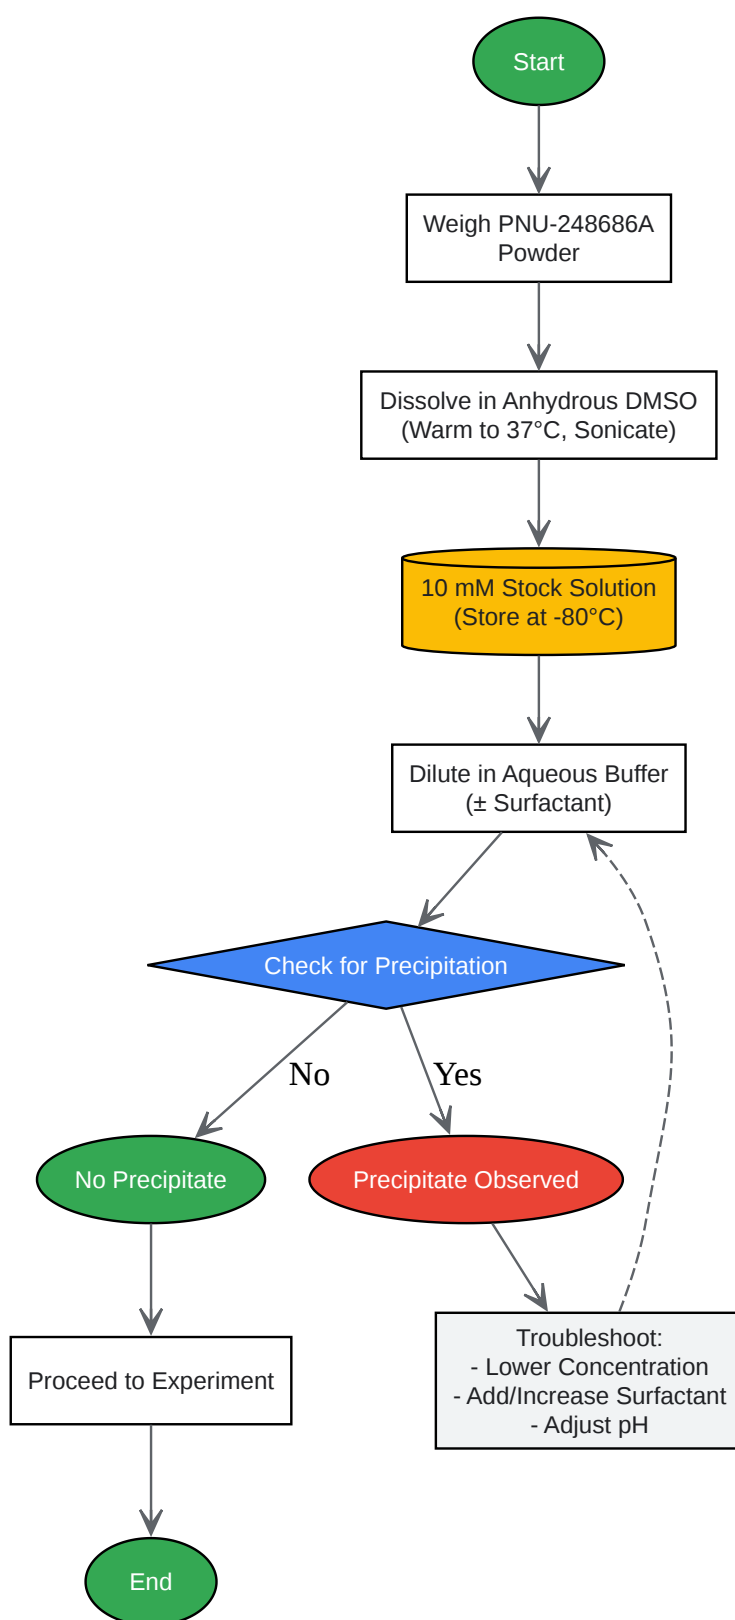 Start
Weigh PNU-248686A
Powder
Dissolve in Anhydrous DMSO
(Warm to 37°C, Sonicate)
10 mM Stock Solution
(Store at -80°C)
Dilute in Aqueous Buffer
(± Surfactant)
Check for Precipitation
No
Yes
No Precipitate
Precipitate Observed
Troubleshoot:
- Lower Concentration
- Add/Increase Surfactant
- Adjust pH
Proceed to Experiment
End